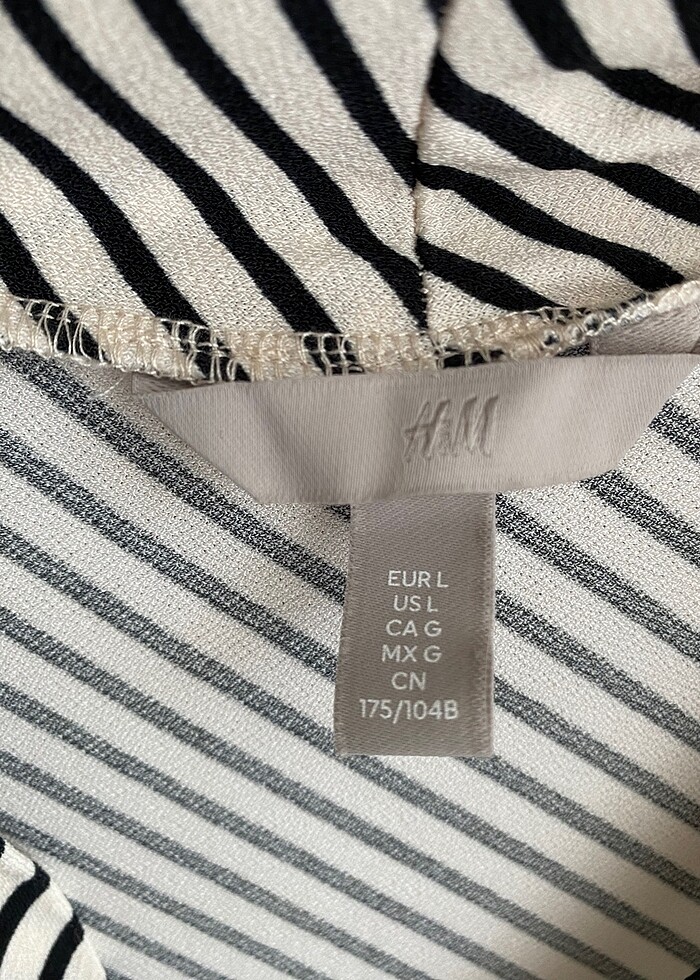 H&M
EUR L
US L
CA G
MX G
CN
175/104B